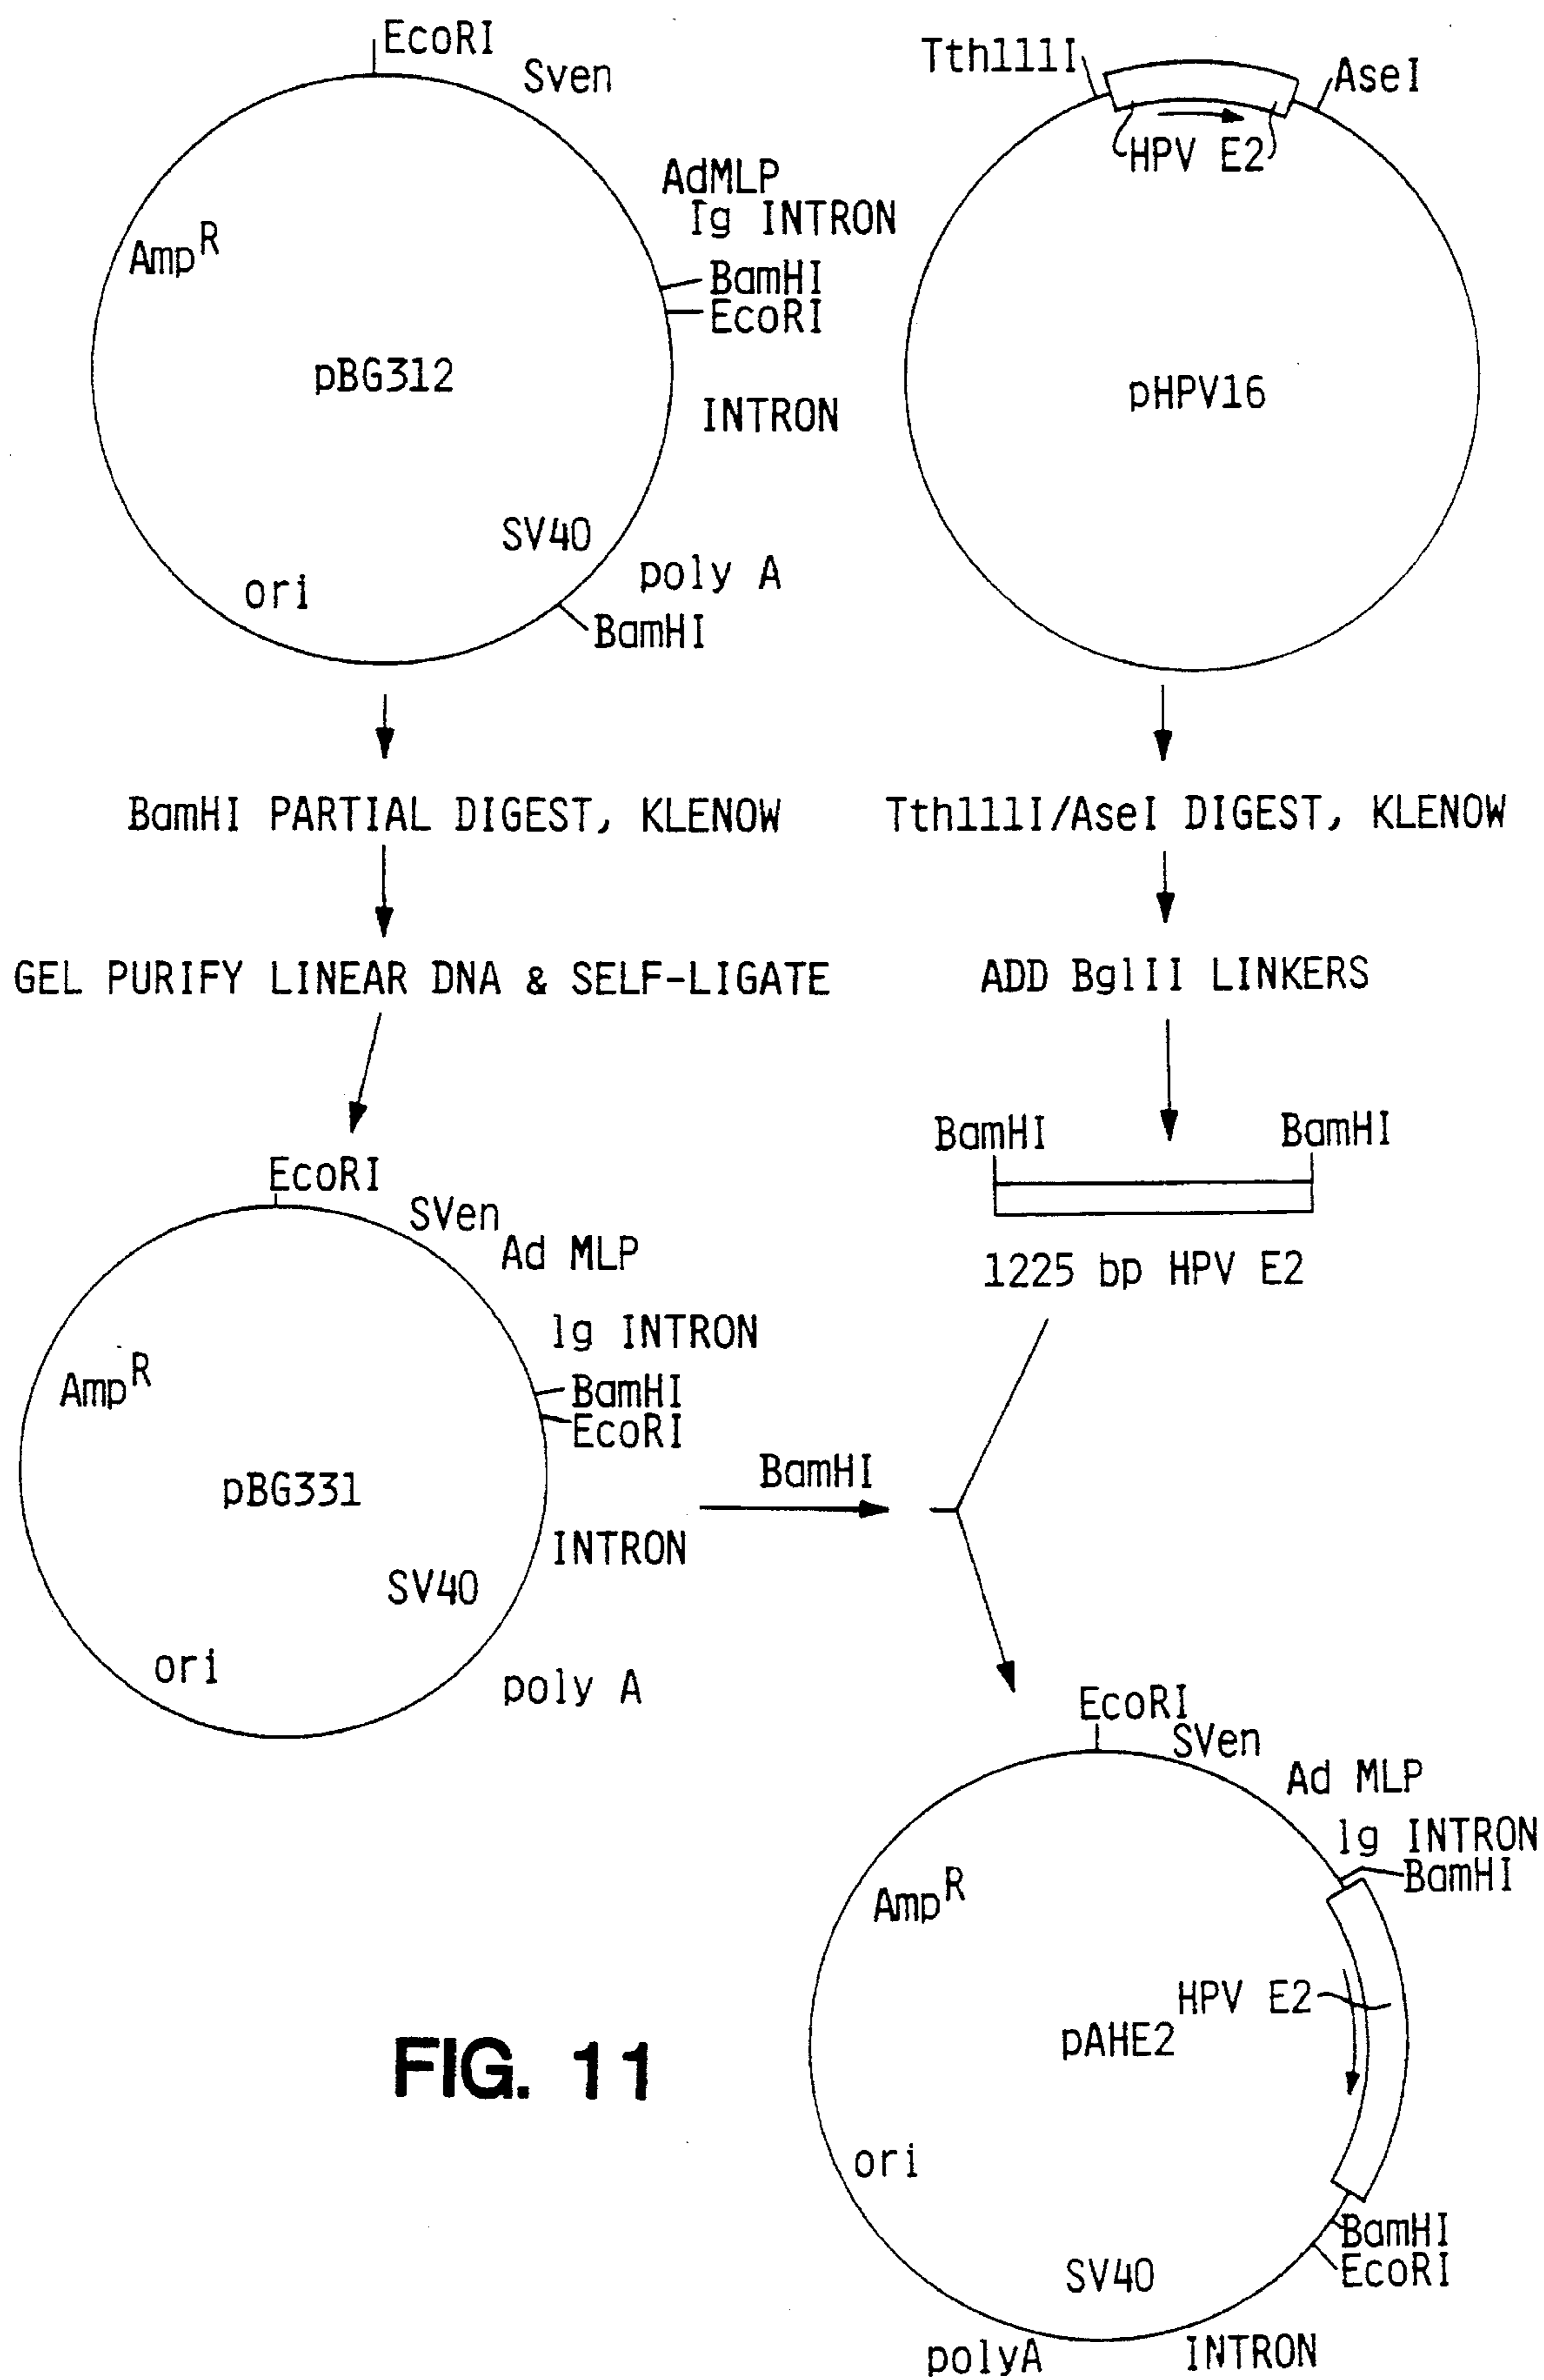 EcoRI
Sven
AdMLP
Ig INTRON
BamHI
EcoRI
AmpR
pBG312
INTRON
SV40
ori
poly A
BamHI
Tth111I
AseI
HPV E2
pHPV16
BamHI PARTIAL DIGEST, KLENOW
Tth111I/AseI DIGEST, KLENOW
GEL PURIFY LINEAR DNA & SELF-LIGATE
ADD BglII LINKERS
BamHI
BamHI
1225 bp HPV E2
EcoRI
SVen
Ad MLP
Ig INTRON
BamHI
EcoRI
AmpR
pBG331
INTRON
SV40
ori
poly A
BamHI
EcoRI
SVen
Ad MLP
Ig INTRON
BamHI
AmpR
HPV E2
pAHE2
ori
BamHI
EcoRI
SV40
polyA
INTRON
FIG. 11